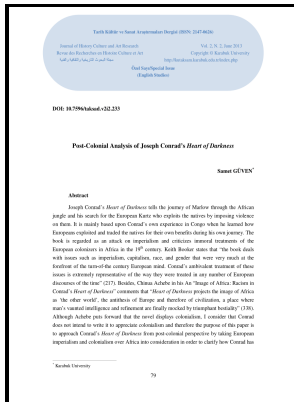 Tarih Kültür ve Sanat Araştırmaları Dergisi (ISSN: 2147-0626)
Journal of History Culture and Art Research
Vol. 2, No. 2, June 2013
Revue des Recherches en Histoire Culture et Art
Copyright © Karabuk University
http://kutaksam.karabuk.edu.tr/index.php
Özel Sayı/Special Issue
(English Studies)
DOI: 10.7596/taksad.v2i2.233
Post-Colonial Analysis of Joseph Conrad's Heart of Darkness
Samet GÜVEN*
Abstract
Joseph Conrad's Heart of Darkness tells the journey of Marlow through the African
jungle and his search for the European Kurtz who exploits the natives by imposing violence
on them. It is mainly based upon Conrad's own experience in Congo when he learned how
Europeans exploited and traded the natives for their own benefits during his own journey. The
book is regarded as an attack on imperialism and criticizes immoral treatments of the
European colonizers in Africa in the 19th century. Keith Booker states that "the book deals
with issues such as imperialism, capitalism, race, and gender that were very much at the
forefront of the turn-of-the century European mind. Conrad's ambivalent treatment of these
issues is extremely representative of the way they were treated in any number of European
discourses of the time" (217). Besides, Chinua Achebe in his An "Image of Africa: Racism in
Conrad's Heart of Darkness" comments that "Heart of Darkness projects the image of Africa
as 'the other world', the antithesis of Europe and therefore of civilization, a place where
man's vaunted intelligence and refinement are finally mocked by triumphant bestiality" (338).
Although Achebe puts forward that the novel displays colonialism, I consider that Conrad
does not intend to write it to appreciate colonialism and therefore the purpose of this paper is
to approach Conrad's Heart of Darkness from post-colonial perspective by taking European
imperialism and colonialism over Africa into consideration in order to clarify how Conrad has
* Karabuk University
79